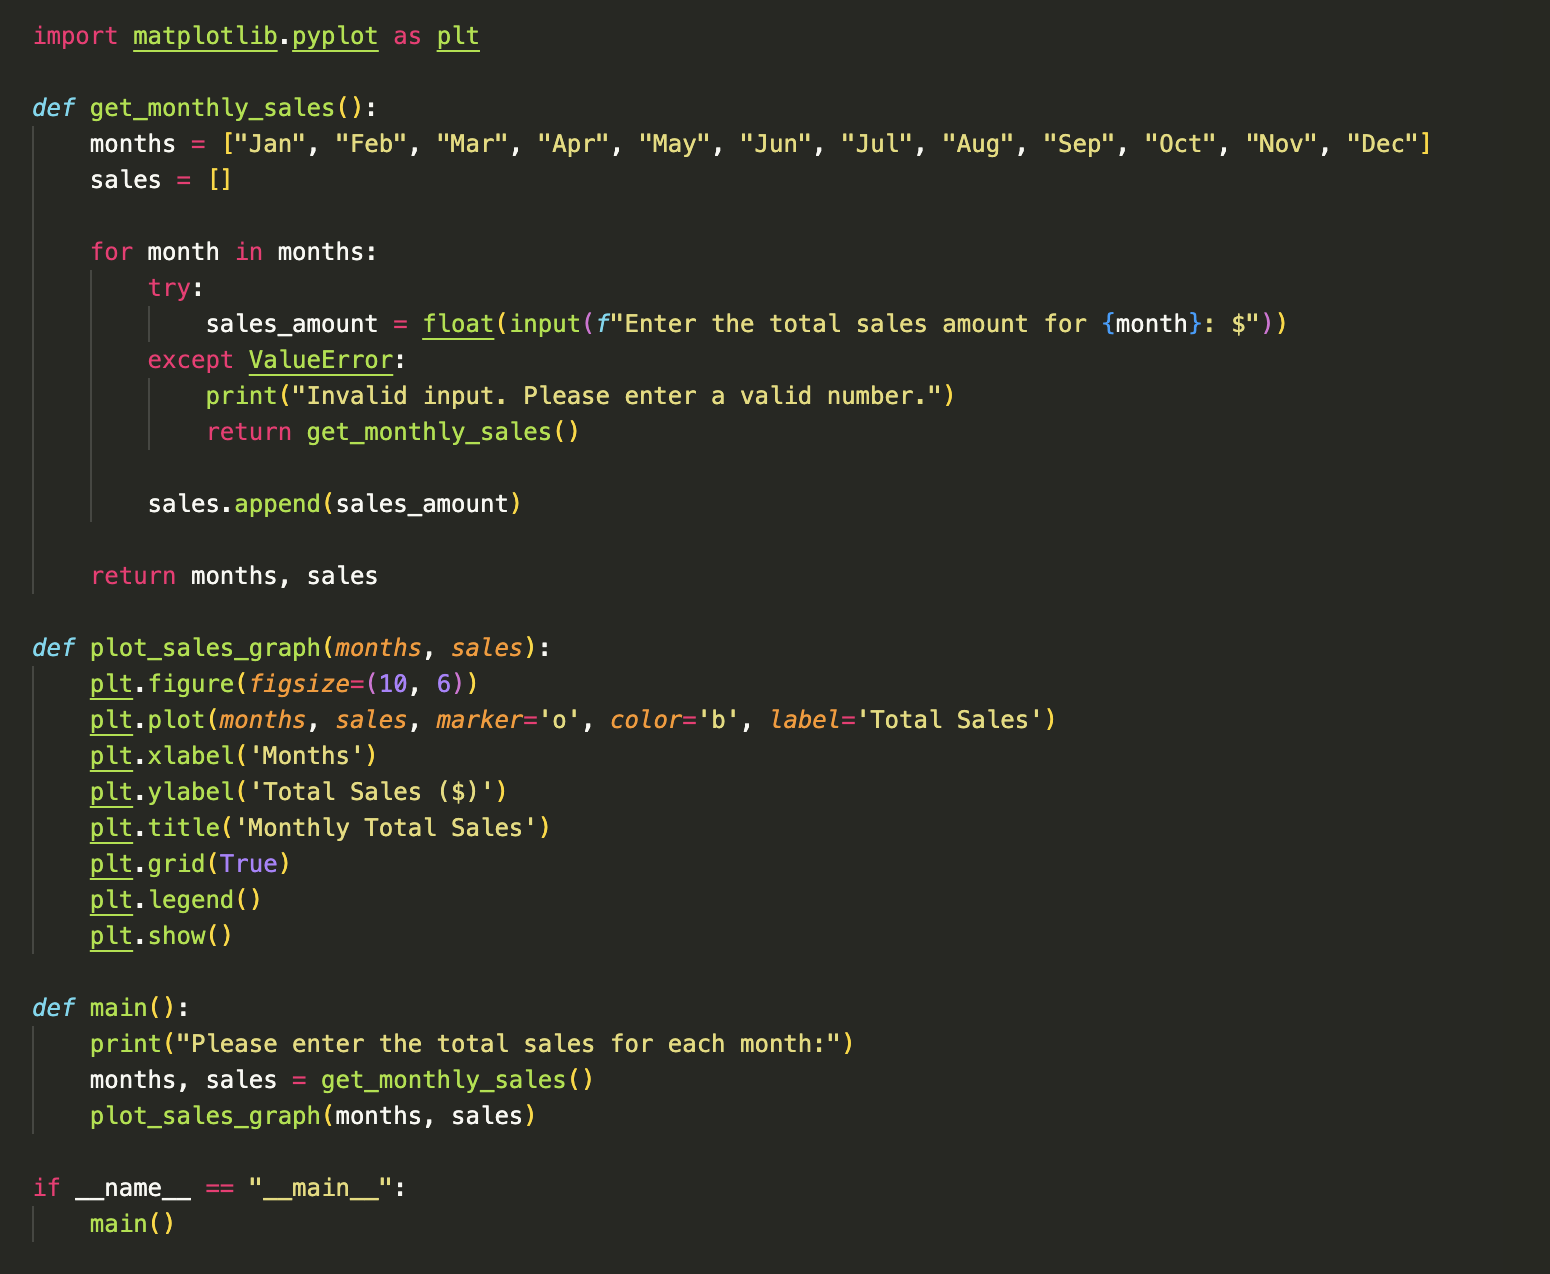 import matplotlib.pyplot as plt

def get_monthly_sales():
    months = ["Jan", "Feb", "Mar", "Apr", "May", "Jun", "Jul", "Aug", "Sep", "Oct", "Nov", "Dec"]
    sales = []

    for month in months:
        try:
            sales_amount = float(input(f"Enter the total sales amount for {month}: $"))
        except ValueError:
            print("Invalid input. Please enter a valid number.")
            return get_monthly_sales()

        sales.append(sales_amount)

    return months, sales

def plot_sales_graph(months, sales):
    plt.figure(figsize=(10, 6))
    plt.plot(months, sales, marker='o', color='b', label='Total Sales')
    plt.xlabel('Months')
    plt.ylabel('Total Sales ($)')
    plt.title('Monthly Total Sales')
    plt.grid(True)
    plt.legend()
    plt.show()

def main():
    print("Please enter the total sales for each month:")
    months, sales = get_monthly_sales()
    plot_sales_graph(months, sales)

if __name__ == "__main__":
    main()